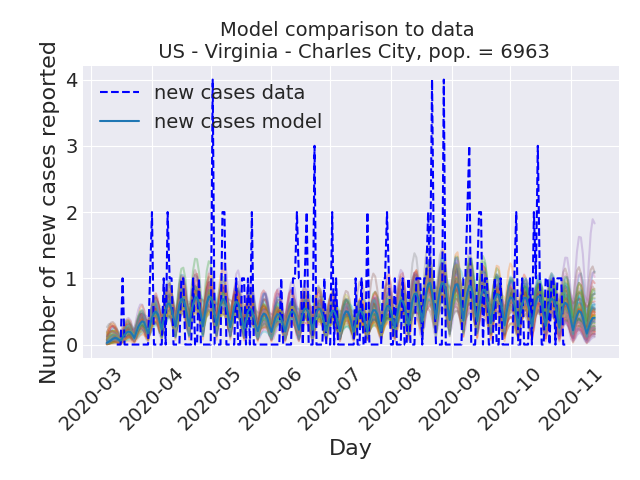 Model comparison to data
US - Virginia - Charles City, pop. = 6963
new cases data
new cases model
Number of new cases reported
4
3
2
1
0
2020-03
2020-04
2020-05
2020-06
2020-07
2020-08
2020-09
2020-10
2020-11
Day